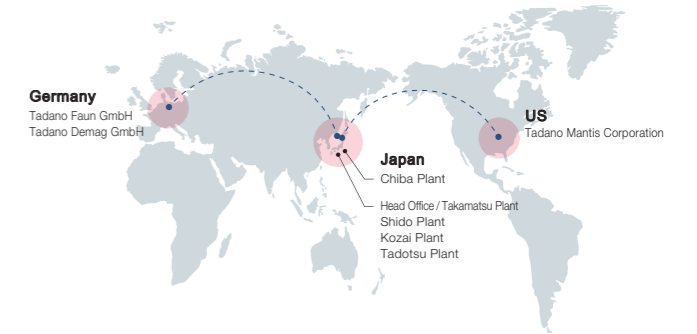 Germany
Tadano Faun GmbH
Tadano Demag GmbH
US
Tadano Mantis Corporation
Japan
Chiba Plant
Head Office / Takamatsu Plant
Shido Plant
Kozai Plant
Tadotsu Plant